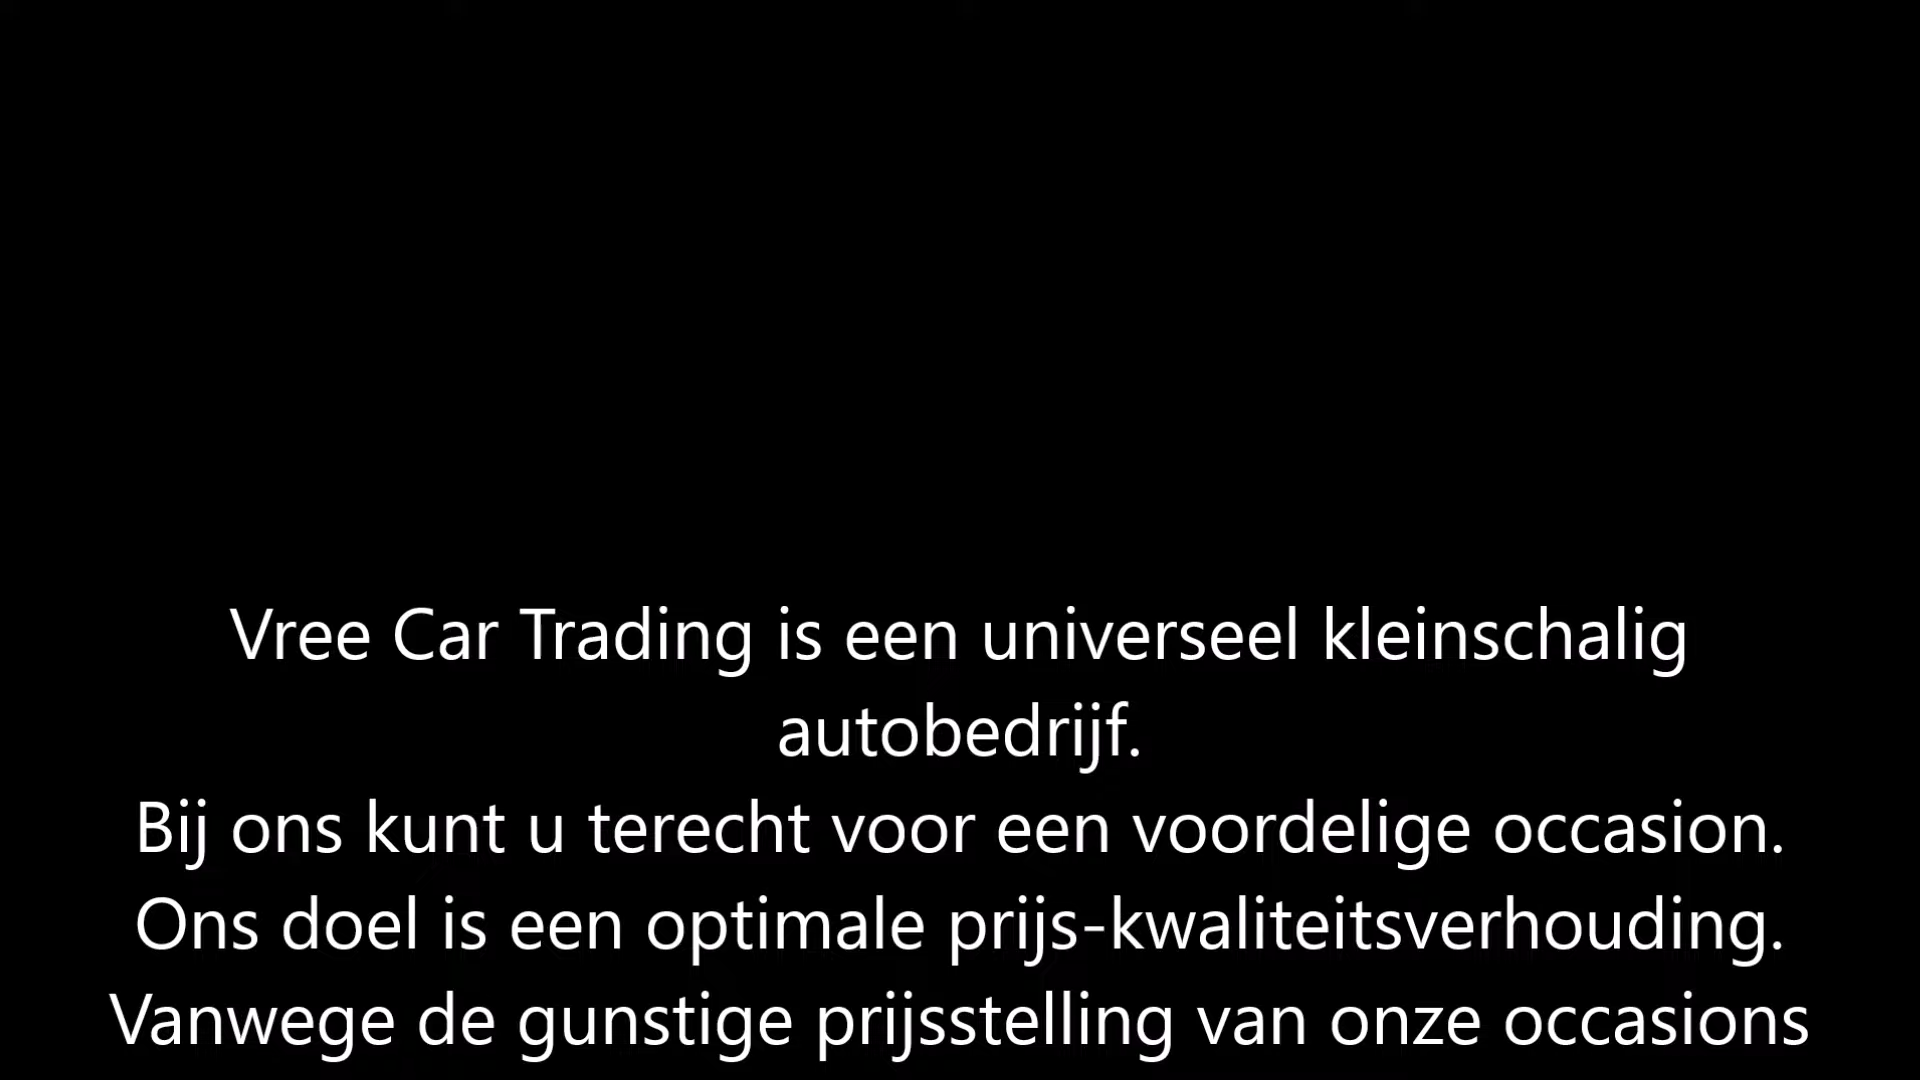 Vree Car Trading is een universeel kleinschalig
autobedrijf.
Bij ons kunt u terecht voor een voordelige occasion.
Ons doel is een optimale prijs-kwaliteitsverhouding.
Vanwege de gunstige prijsstelling van onze occasions